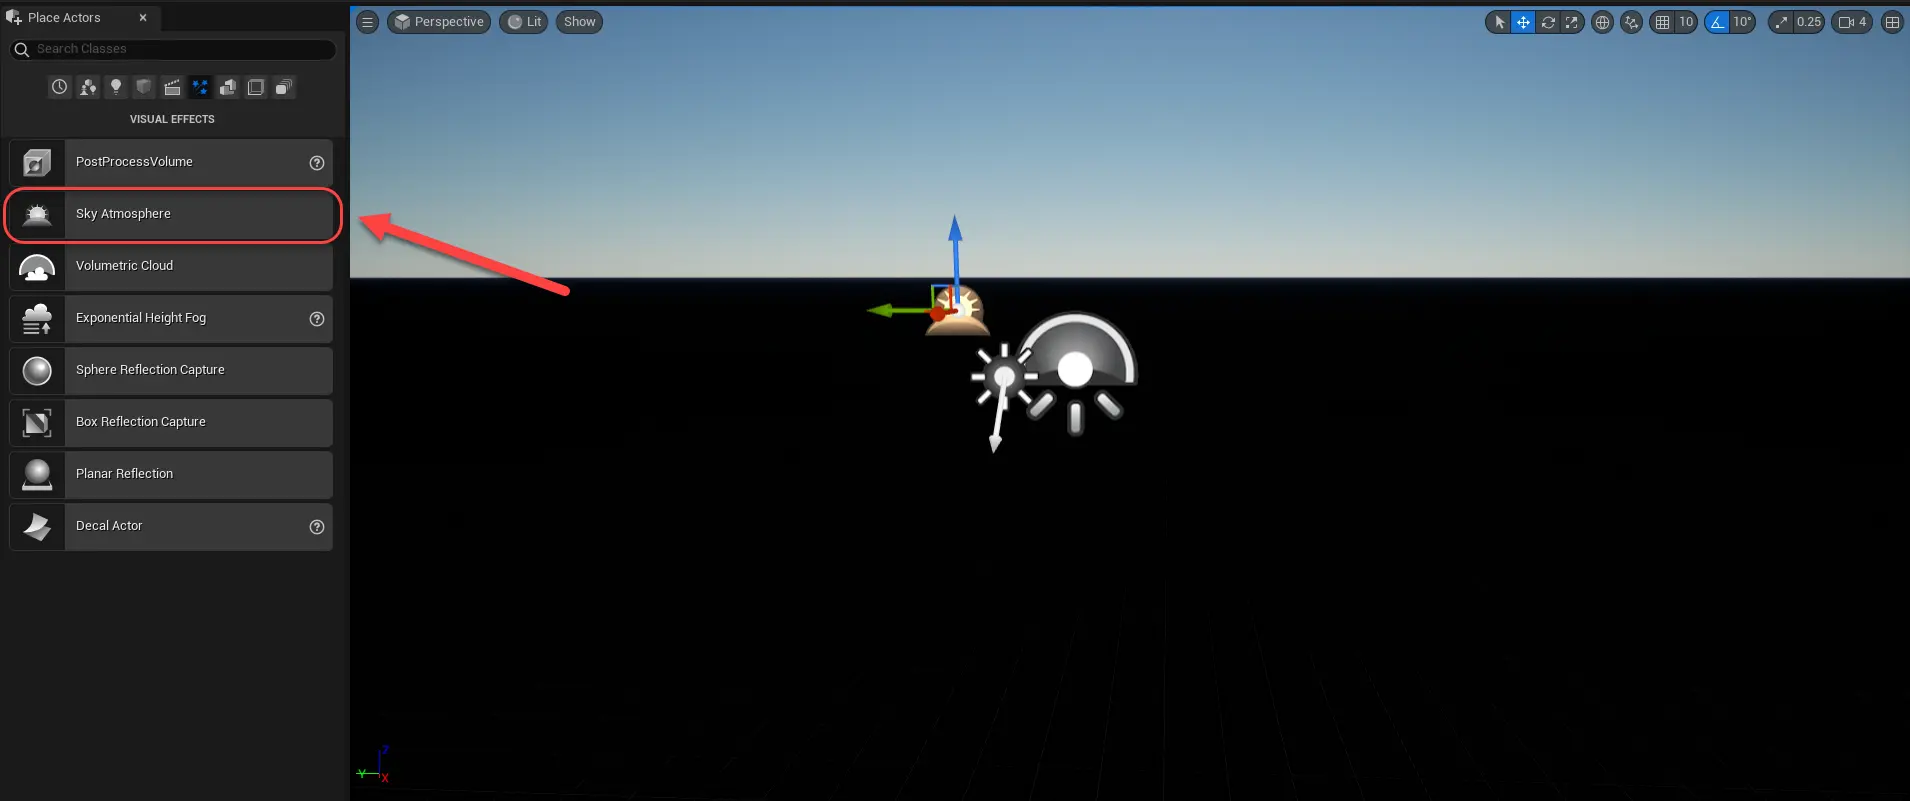 Place Actors
Perspective
Lit
Show
10
10°
0.25
4
Search Classes
VISUAL EFFECTS
PostProcessVolume
Sky Atmosphere
Volumetric Cloud
Exponential Height Fog
Sphere Reflection Capture
Box Reflection Capture
Planar Reflection
Decal Actor
Z
Y
X